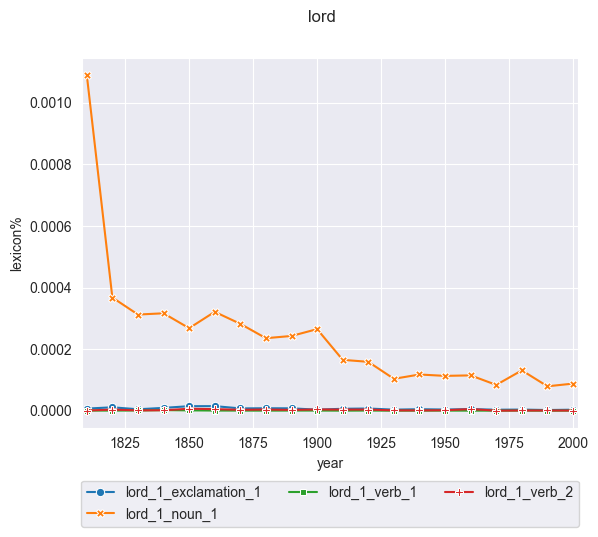 lord
0.0010
0.0008
0.0006
0.0004
0.0002
0.0000
lexicon%
1825 1850 1875 1900 1925 1950 1975 2000
year
lord_1_exclamation_1 lord_1_verb_1 lord_1_verb_2
lord_1_noun_1